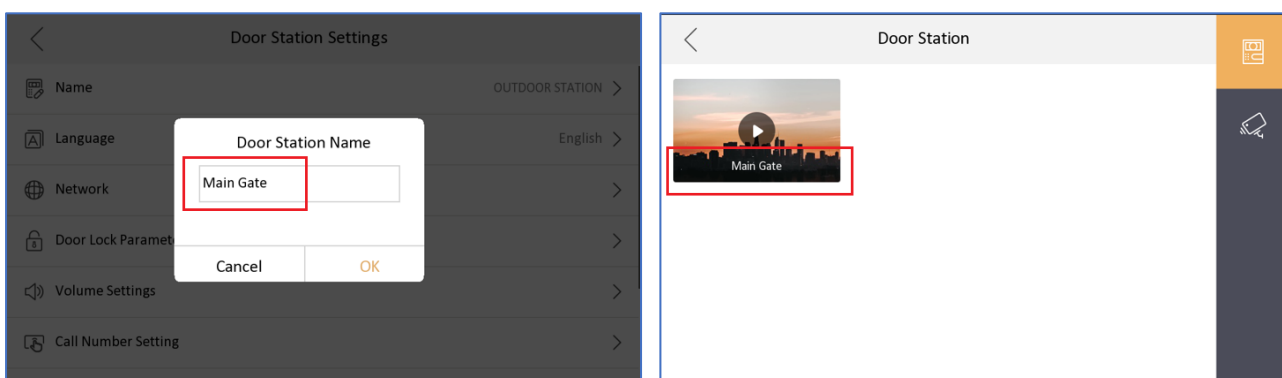 Door Station Settings
Name
OUTDOOR STATION
Language
English
Network
Door Lock Paramet
Volume Settings
Call Number Setting
Door Station Name
Main Gate
Cancel
OK
Door Station
Main Gate